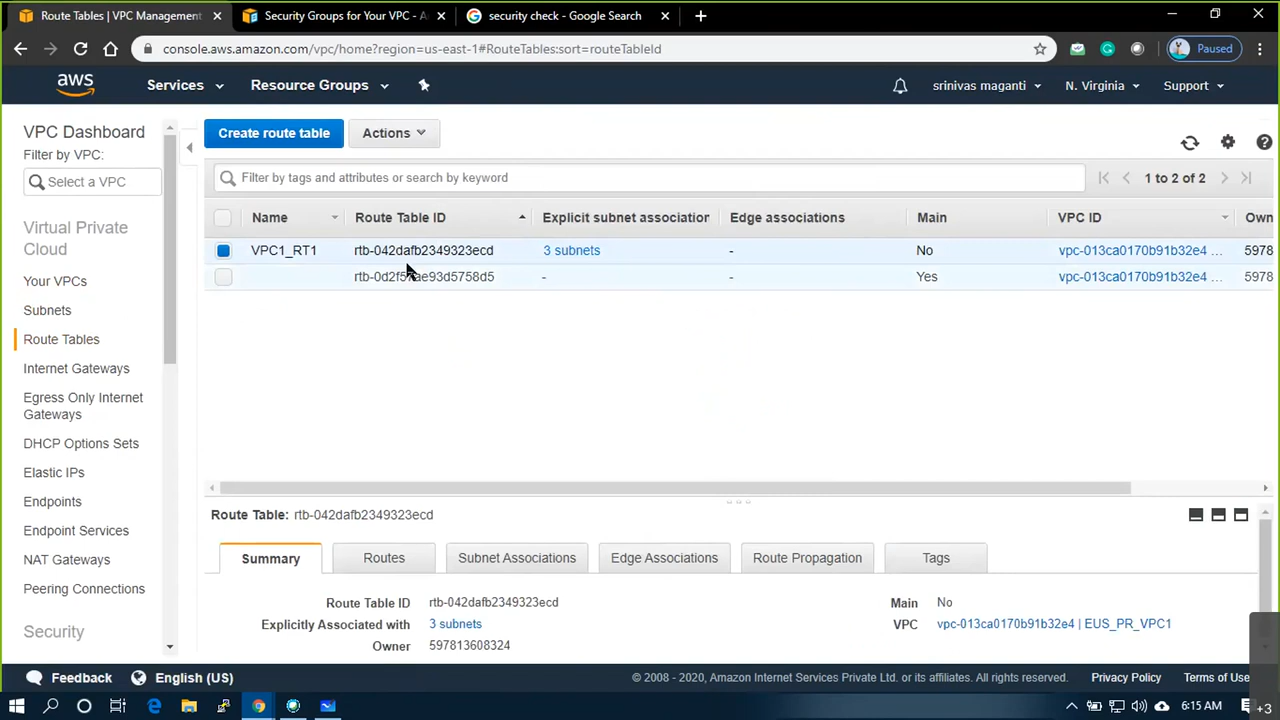 Route Tables | VPC Management
Security Groups for Your VPC - A
security check - Google Search
console.aws.amazon.com/vpc/home?region=us-east-1#RouteTables:sort=routeTableId
Paused
aws
Services
Resource Groups
srinivas maganti
N. Virginia
Support
VPC Dashboard
Filter by VPC:
Select a VPC
Virtual Private
Cloud
Your VPCs
Subnets
Route Tables
Internet Gateways
Egress Only Internet
Gateways
DHCP Options Sets
Elastic IPs
Endpoints
Endpoint Services
NAT Gateways
Peering Connections
Security
Create route table
Actions
Filter by tags and attributes or search by keyword
1 to 2 of 2
Name Route Table ID Explicit subnet association Edge associations Main VPC ID Own
VPC1_RT1 rtb-042dafb2349323ecd 3 subnets - No vpc-013ca0170b91b32e4 ... 5978
- - Yes vpc-013ca0170b91b32e4 ... 5978
Route Table: rtb-042dafb2349323ecd
Summary Routes Subnet Associations Edge Associations Route Propagation Tags
Route Table ID rtb-042dafb2349323ecd Main No
Explicitly Associated with 3 subnets VPC vpc-013ca0170b91b32e4 | EUS_PR_VPC1
Owner 597813608324
Feedback English (US) © 2008 - 2020, Amazon Internet Services Private Ltd. or its affiliates. All rights reserved. Privacy Policy Terms of Use
6:15 AM
+3